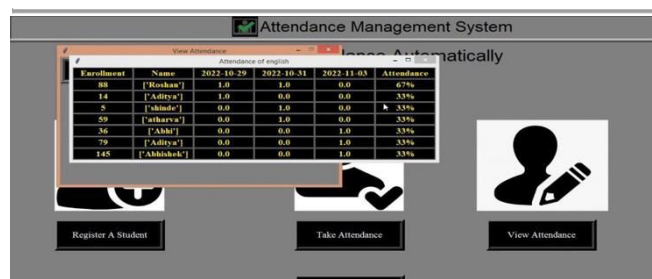 Attendance Management System
Automatically
View Attendance
Attendance of english
Enrollment Name 2022-10-29 2022-10-31 2022-11-03 Attendance
88 ['Roshan'] 1.0 1.0 0.0 67%
14 ['Aditya'] 1.0 0.0 0.0 33%
5 ['shinde'] 0.0 1.0 0.0 33%
59 ['atharva'] 0.0 1.0 0.0 33%
36 ['Abhi'] 0.0 0.0 1.0 33%
79 ['Aditya'] 0.0 0.0 1.0 33%
145 ['Abhishek'] 0.0 0.0 1.0 33%
Register A Student
Take Attendance
View Attendance